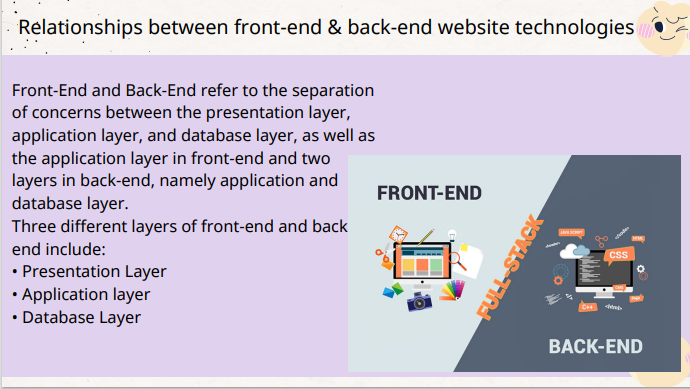 Relationships between front-end & back-end website technologies
Front-End and Back-End refer to the separation
of concerns between the presentation layer,
application layer, and database layer, as well as
the application layer in front-end and two
layers in back-end, namely application and
database layer.
Three different layers of front-end and back
end include:
• Presentation Layer
• Application layer
• Database Layer
FRONT-END
FULL-STACK
CSS
C++
<html>
BACK-END